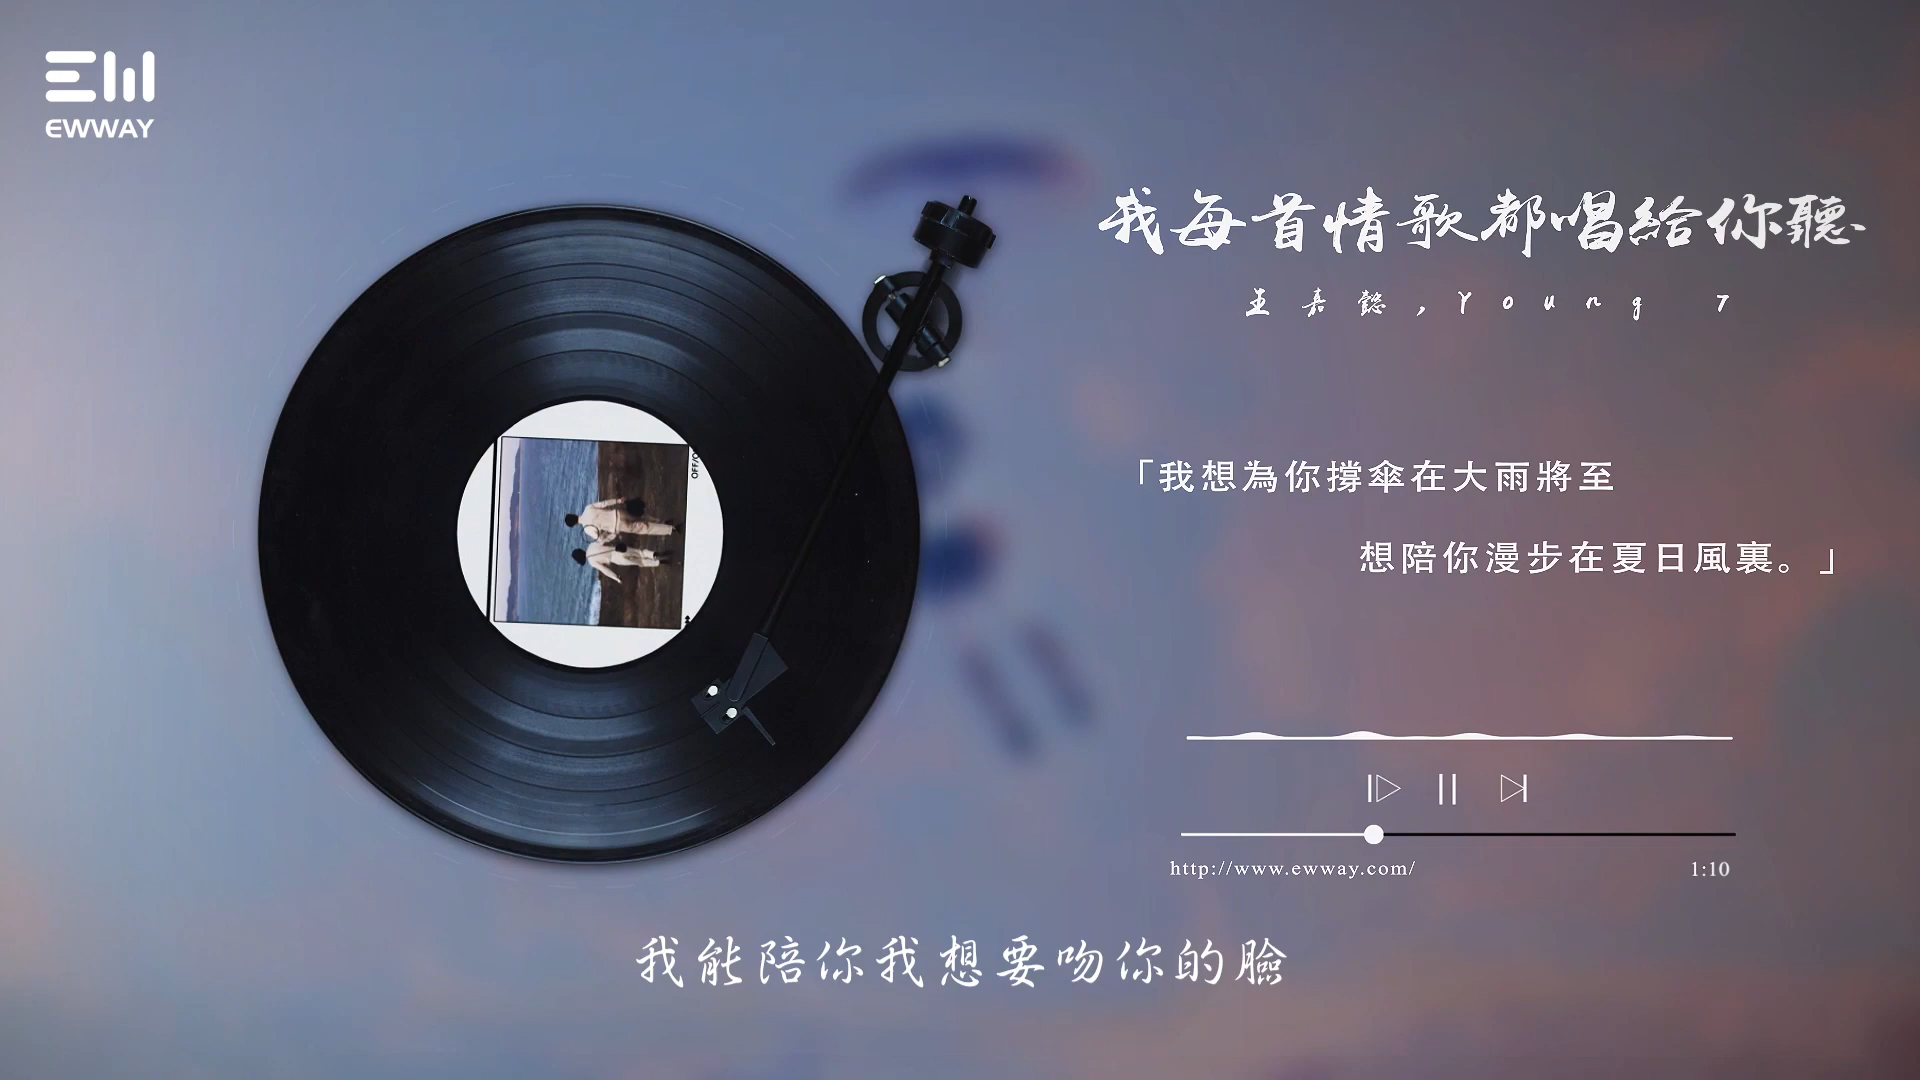 EWWAY
我每首情歌都唱給你聽
王嘉懿,Young 7
「我想為你撐傘在大雨將至
想陪你漫步在夏日風裏。」
OFF/O
http://www.ewway.com/
1:10
我能陪你我想要吻你的臉